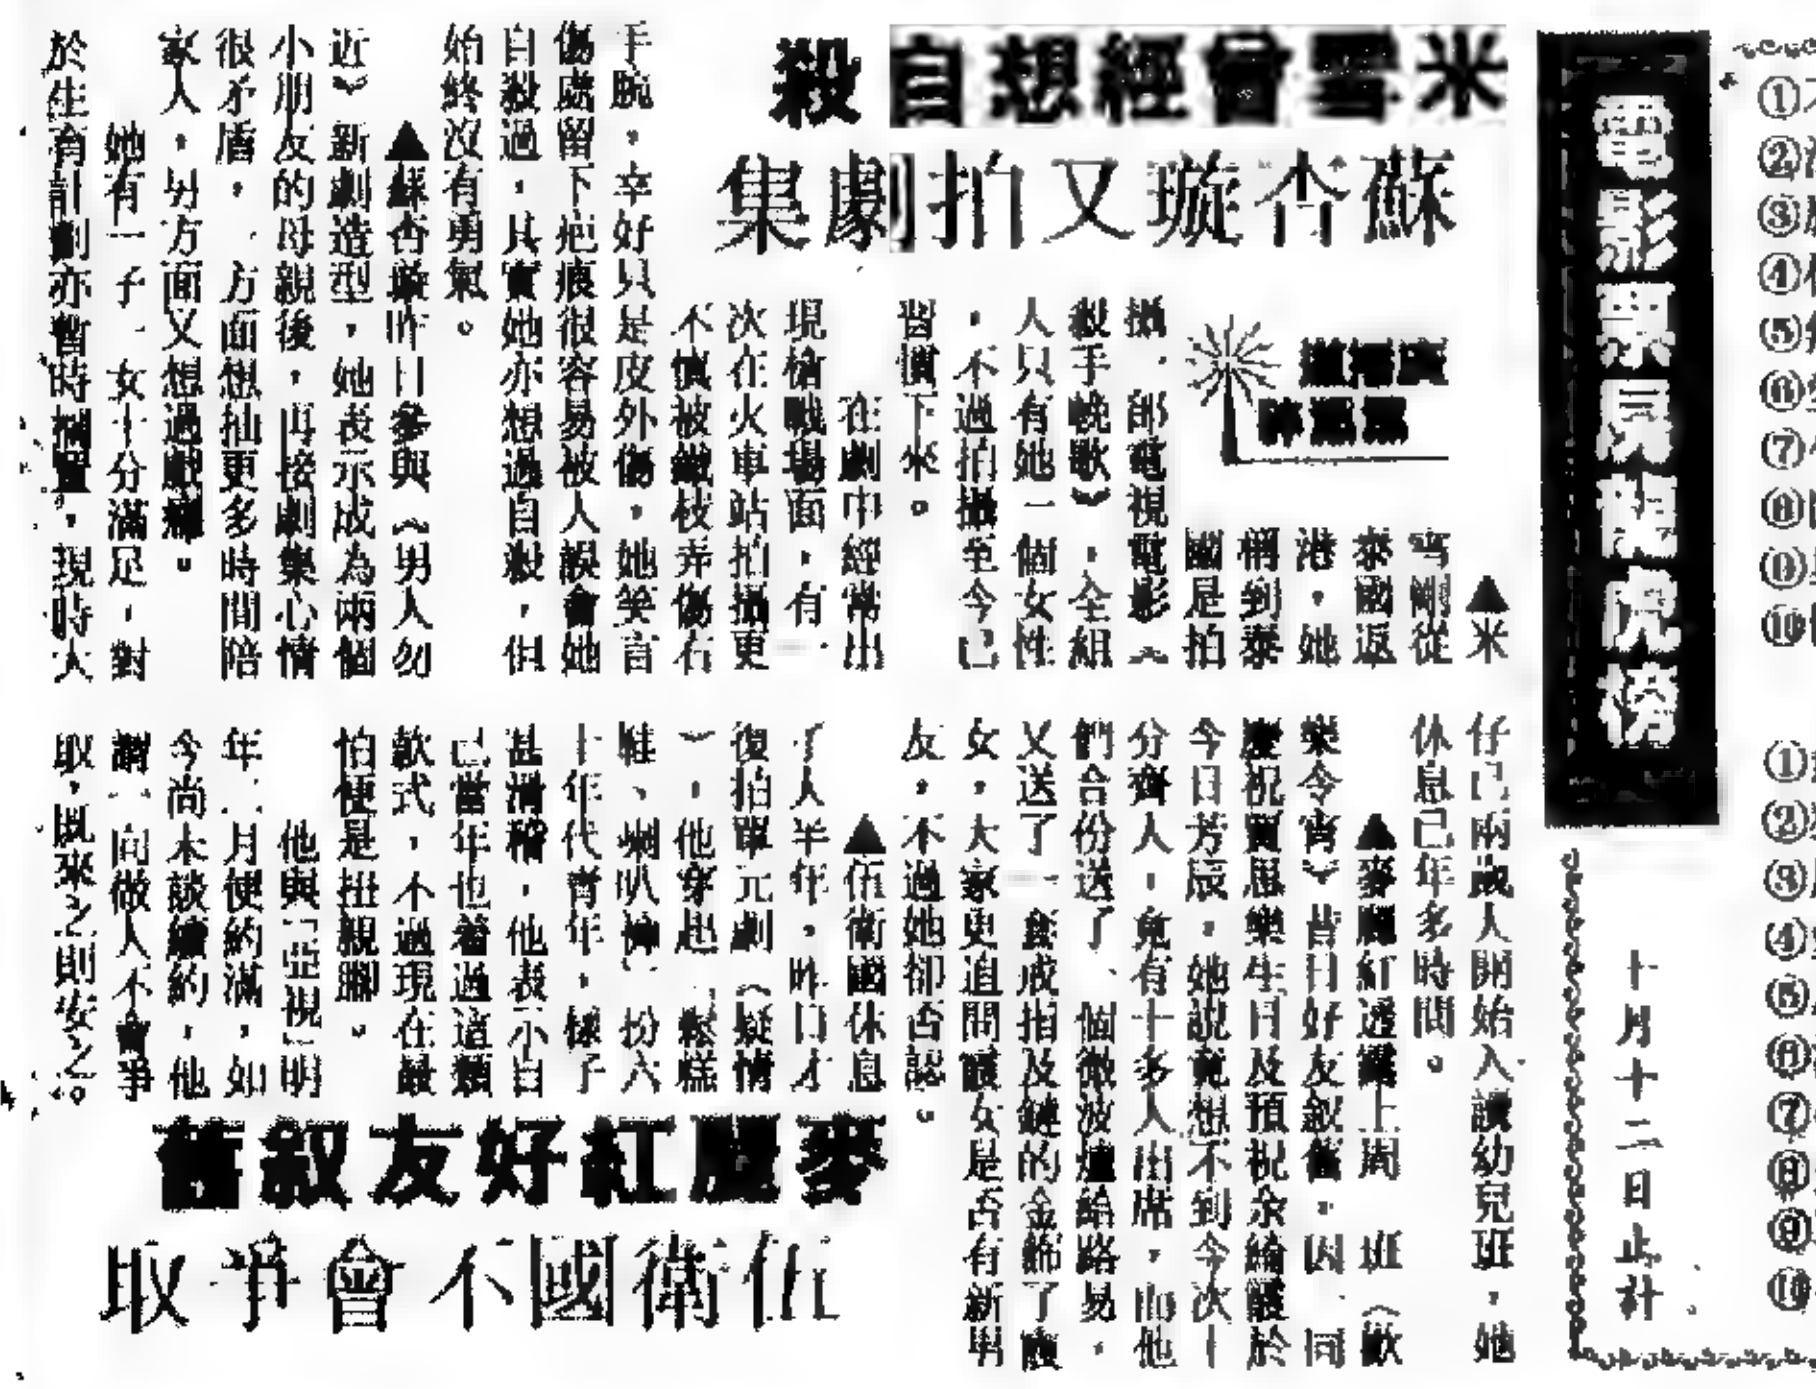 電影票房龍虎榜
十月十二日止計
米雪曾經想自殺
蘇杏璇又拍劇集
▲米
雪剛從
泰國返
港，她
稱到泰
國是拍
攝一部電視電影《
殺手輓歌》，全組
人只有她一個女性
，不過拍攝至今已
習慣下來。
在劇中經常出
現槍戰場面，有一
次在火車站拍攝更
不慎被鐵枝弄傷右
手腕，幸好只是皮外傷，她笑言
傷處留下疤痕很容易被人誤會她
自殺過，其實她亦想過自殺，但
始終沒有勇氣。
▲蘇杏璇昨日參與《男人勿
近》新劇造型，她表示成為兩個
小朋友的母親後，再接劇集心情
很矛盾，一方面想抽更多時間陪
家人，另方面又想過戲癮。
她有一子一女十分滿足，對
於生育計劃亦暫時擱置，現時大
仔已兩歲人開始入讀幼兒班，她
休息已年多時間。
▲麥麗紅透露上周一班《歡
樂今宵》昔日好友敘舊，因一同
慶祝賈思樂生日及預祝余綺霞於
今日芳辰，她說竟想不到今次十
分齊人，竟有十多人出席，由他
們合份送了一個微波爐給路易，
又送了一套戒指及鏈的金飾了霞
女，大家更追問霞女是否有新男
友，不過她卻否認。
麥麗紅好友敘舊
伍衛國不會爭取
▲伍衛國休息
了大半年，昨日才
復拍單元劇《疑情
》，他穿起「鬆糕
鞋、喇叭褲」扮六
十年代青年，樣子
甚滑稽，他表示自
己當年也着過這類
款式，不過現在最
怕便是扭親腳。
他與「亞視」明
年二月便約滿，如
今尚未談續約，他
謂一向做人不會爭
取，既來之則安之。